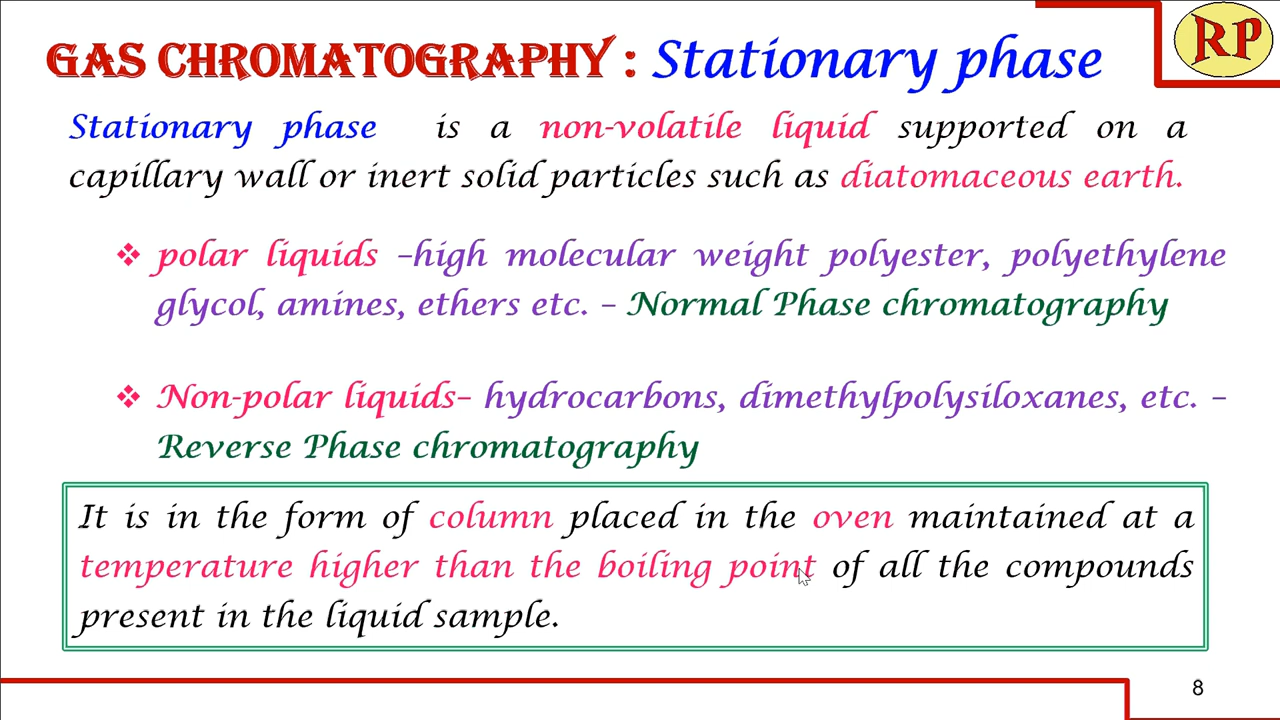 GAS CHROMATOGRAPHY : Stationary phase
RP
Stationary phase is a non-volatile liquid supported on a
capillary wall or inert solid particles such as diatomaceous earth.
❖ polar liquids –high molecular weight polyester, polyethylene
glycol, amines, ethers etc. – Normal Phase chromatography
❖ Non-polar liquids– hydrocarbons, dimethylpolysiloxanes, etc. –
Reverse Phase chromatography
It is in the form of column placed in the oven maintained at a
temperature higher than the boiling point of all the compounds
present in the liquid sample.
8